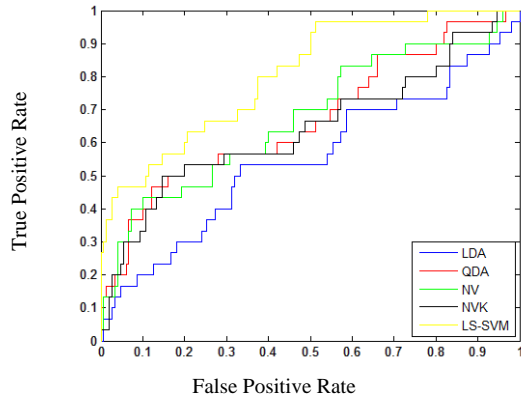 1
0.9
0.8
0.7
0.6
0.5
0.4
0.3
0.2
0.1
0
True Positive Rate
LDA
QDA
NV
NVK
LS-SVM
0 0.1 0.2 0.3 0.4 0.5 0.6 0.7 0.8 0.9 1
False Positive Rate